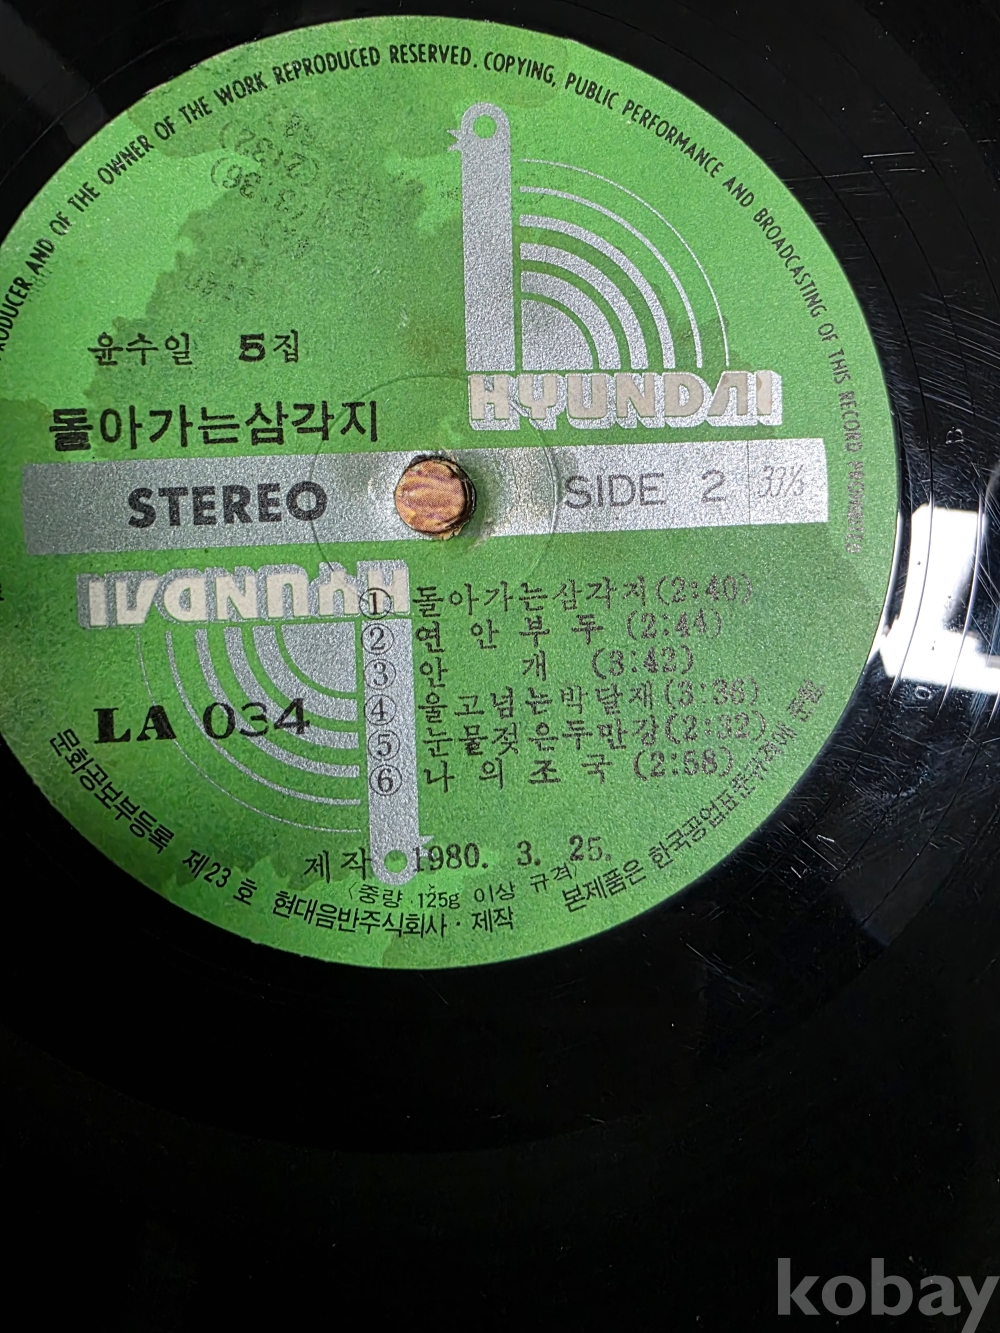 ODUCER AND OF THE OWNER OF THE WORK REPRODUCED RESERVED. COPYING, PUBLIC PERFORMANCE AND BROADCASTING OF THIS RECORD
윤수일 5집
돌아가는삼각지
HYUNDAI
STEREO
SIDE 2 33⅓
HYUNDAI
① 돌아가는삼각지(2:40)
② 연안부두 (2:44)
③ 안개 (3:42)
④ 울고넘는박달재(3:36)
⑤ 눈물젖은두만강(2:32)
⑥ 나의조국 (2:58)
LA 034
제작 1980. 3. 25.
〈중량 125g 이상 규격〉
문화공보부등록 제23호 현대음반주식회사·제작
본제품은 한국공업표준규격에
kobay